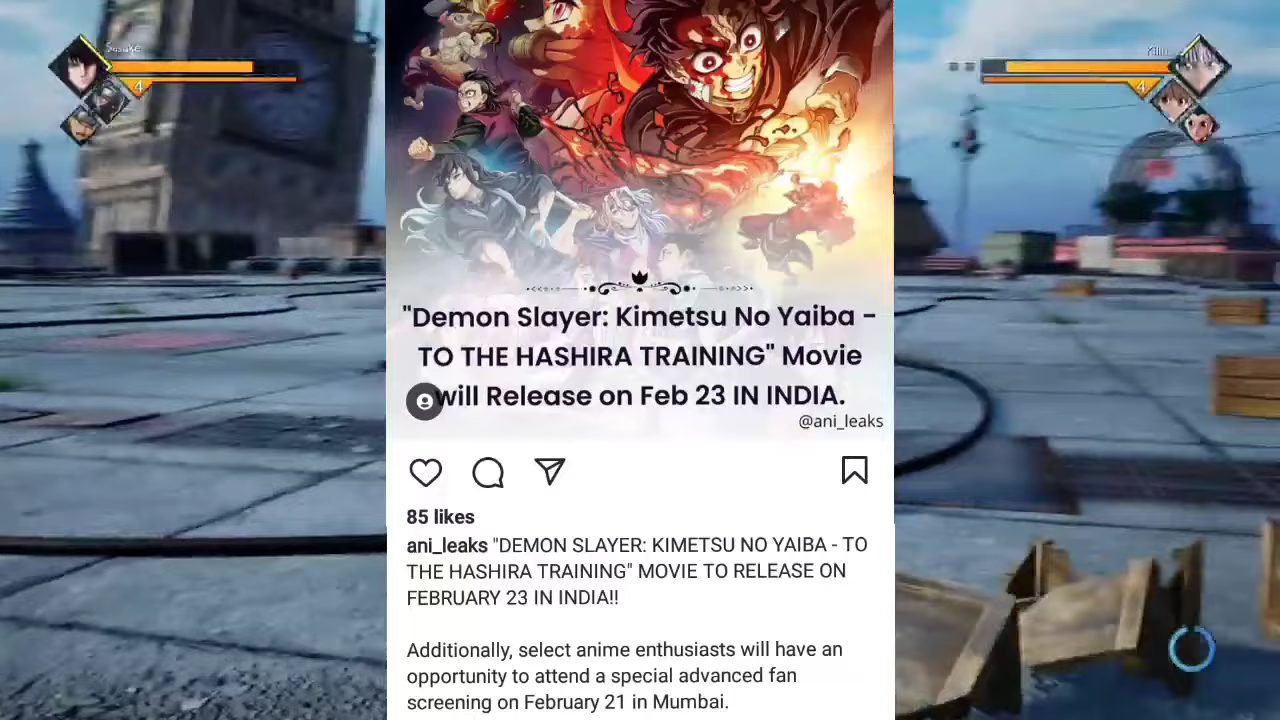 Sasuke
4
4
"Demon Slayer: Kimetsu No Yaiba -
TO THE HASHIRA TRAINING" Movie
will Release on Feb 23 IN INDIA.
@ani_leaks
85 likes
ani_leaks "DEMON SLAYER: KIMETSU NO YAIBA - TO
THE HASHIRA TRAINING" MOVIE TO RELEASE ON
FEBRUARY 23 IN INDIA!!
Additionally, select anime enthusiasts will have an
opportunity to attend a special advanced fan
screening on February 21 in Mumbai.